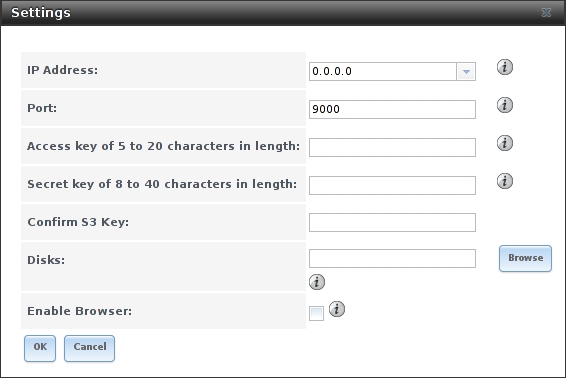 Settings
IP Address: 0.0.0.0
Port: 9000
Access key of 5 to 20 characters in length:
Secret key of 8 to 40 characters in length:
Confirm S3 Key:
Disks: Browse
Enable Browser:
OK Cancel